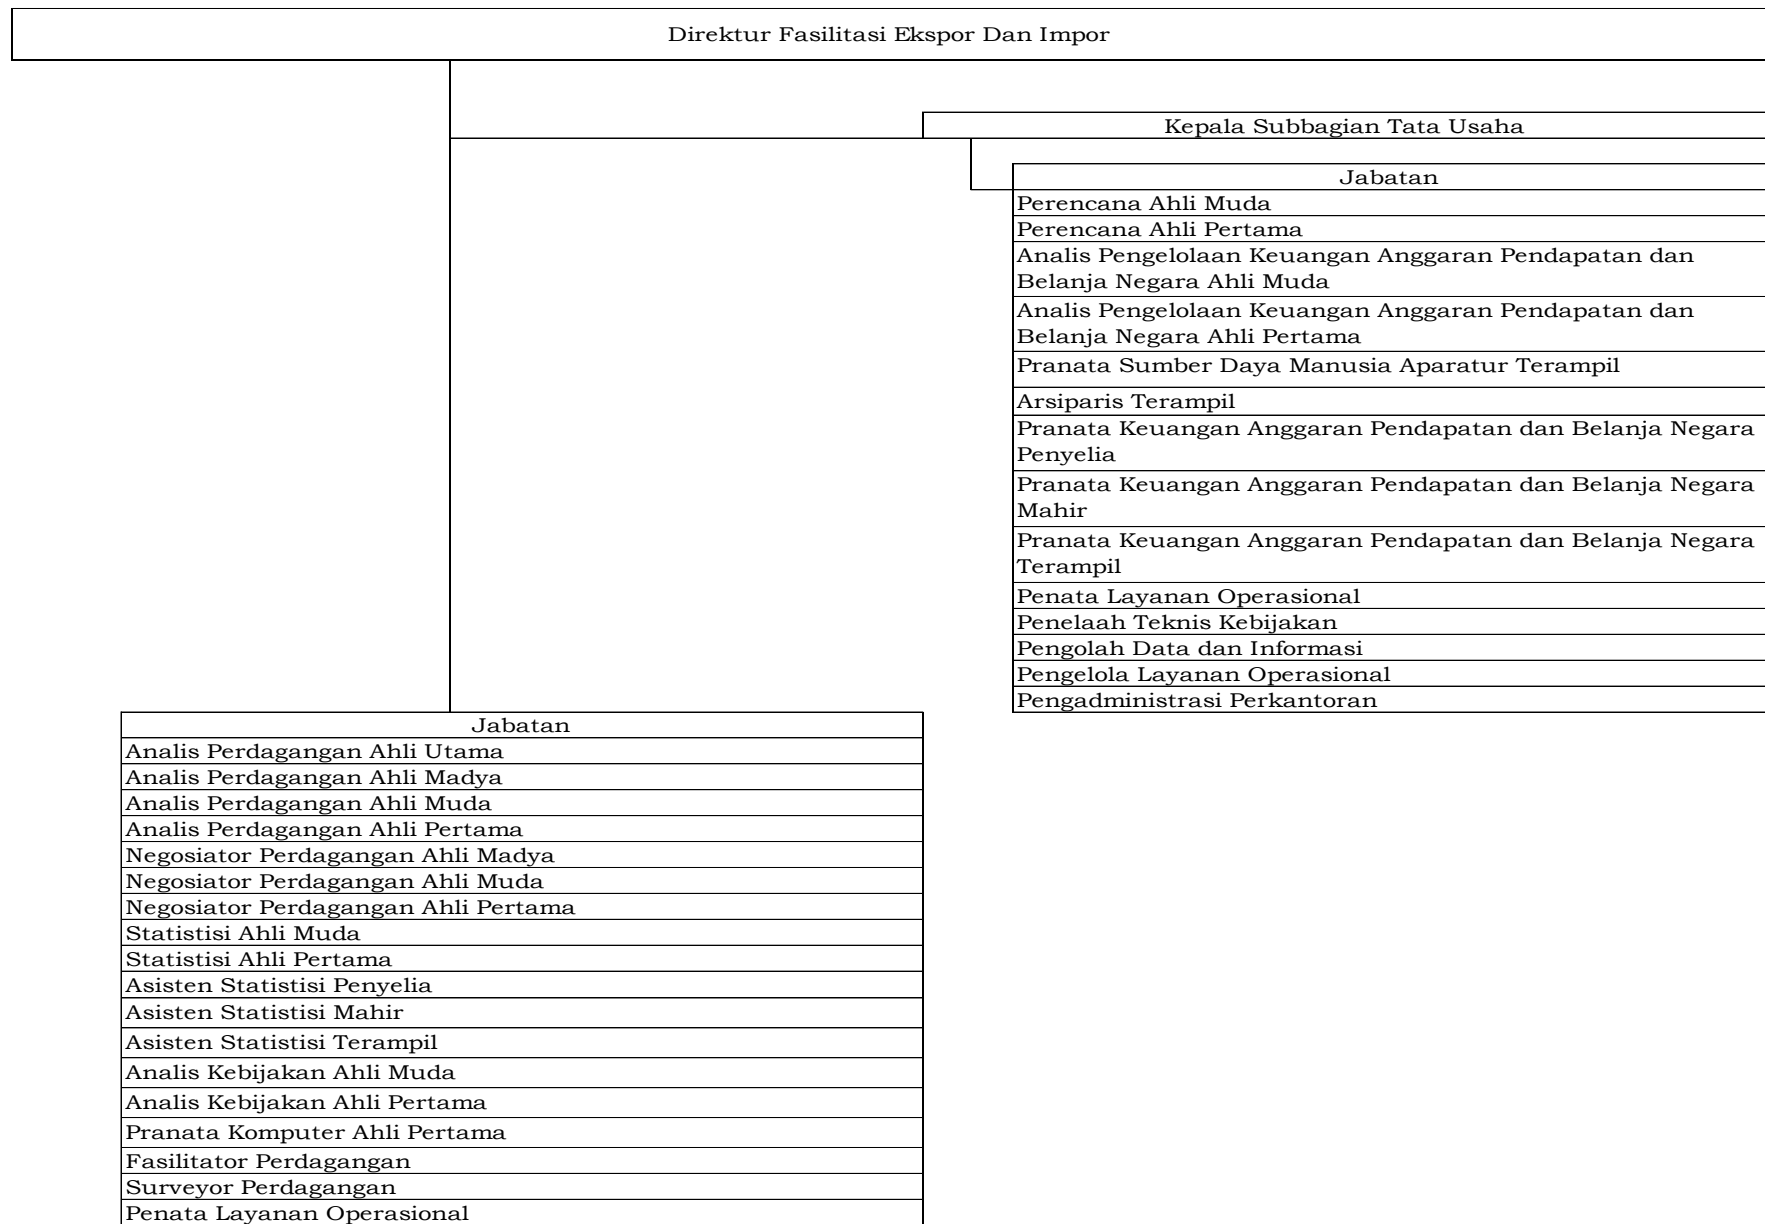 Direktur Fasilitasi Ekspor Dan Impor
Kepala Subbagian Tata Usaha
Jabatan
Perencana Ahli Muda
Perencana Ahli Pertama
Analis Pengelolaan Keuangan Anggaran Pendapatan dan
Belanja Negara Ahli Muda
Analis Pengelolaan Keuangan Anggaran Pendapatan dan
Belanja Negara Ahli Pertama
Pranata Sumber Daya Manusia Aparatur Terampil
Arsiparis Terampil
Pranata Keuangan Anggaran Pendapatan dan Belanja Negara
Penyelia
Pranata Keuangan Anggaran Pendapatan dan Belanja Negara
Mahir
Pranata Keuangan Anggaran Pendapatan dan Belanja Negara
Terampil
Penata Layanan Operasional
Penelaah Teknis Kebijakan
Pengolah Data dan Informasi
Pengelola Layanan Operasional
Pengadministrasi Perkantoran
Jabatan
Analis Perdagangan Ahli Utama
Analis Perdagangan Ahli Madya
Analis Perdagangan Ahli Muda
Analis Perdagangan Ahli Pertama
Negosiator Perdagangan Ahli Madya
Negosiator Perdagangan Ahli Muda
Negosiator Perdagangan Ahli Pertama
Statistisi Ahli Muda
Statistisi Ahli Pertama
Asisten Statistisi Penyelia
Asisten Statistisi Mahir
Asisten Statistisi Terampil
Analis Kebijakan Ahli Muda
Analis Kebijakan Ahli Pertama
Pranata Komputer Ahli Pertama
Fasilitator Perdagangan
Surveyor Perdagangan
Penata Layanan Operasional